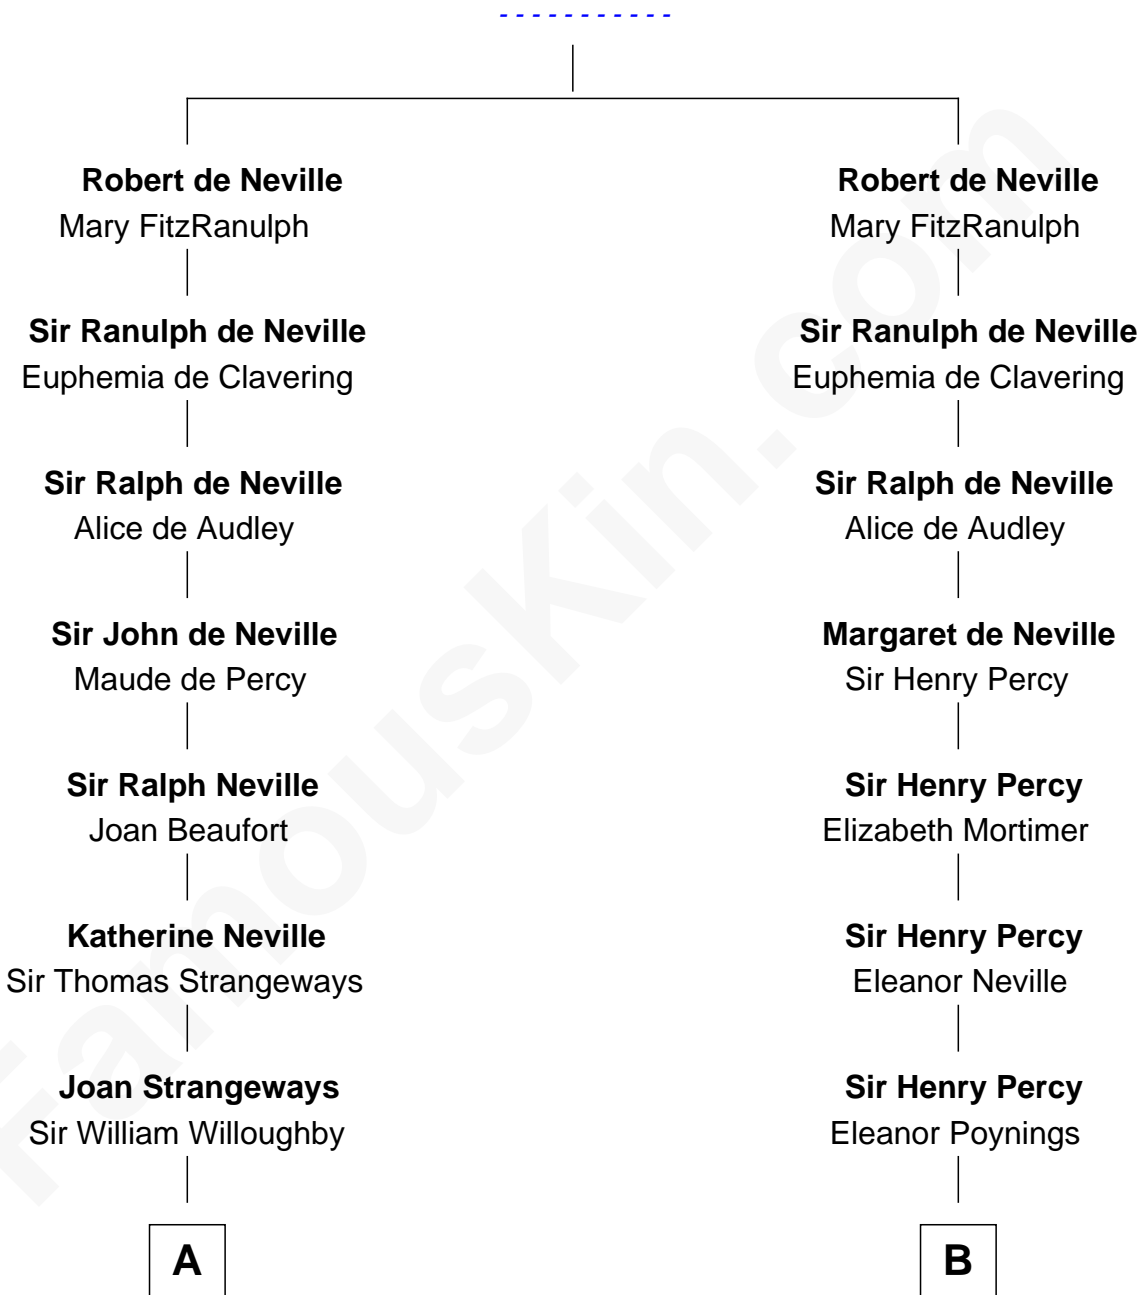 - - - - - - - - - - -
Robert de Neville
Mary FitzRanulph
Sir Ranulph de Neville
Euphemia de Clavering
Sir Ralph de Neville
Alice de Audley
Sir John de Neville
Maude de Percy
Sir Ralph Neville
Joan Beaufort
Katherine Neville
Sir Thomas Strangeways
Joan Strangeways
Sir William Willoughby
A
Robert de Neville
Mary FitzRanulph
Sir Ranulph de Neville
Euphemia de Clavering
Sir Ralph de Neville
Alice de Audley
Margaret de Neville
Sir Henry Percy
Sir Henry Percy
Elizabeth Mortimer
Sir Henry Percy
Eleanor Neville
Sir Henry Percy
Eleanor Poynings
B
FamousKin.com